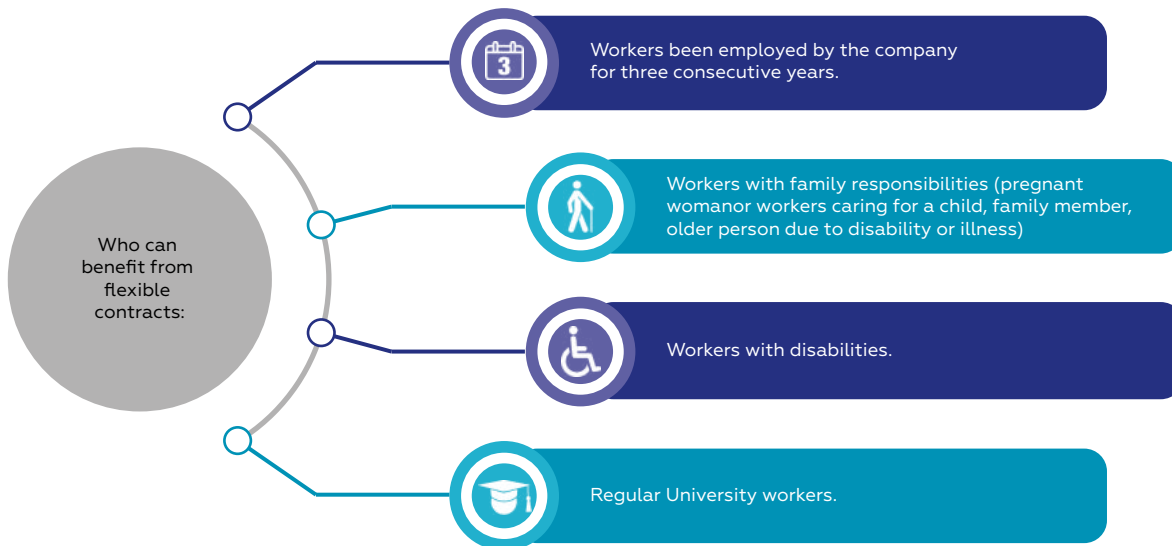 Who can
benefit from
flexible
contracts:
3
Workers been employed by the company
for three consecutive years.
Workers with family responsibilities (pregnant
womanor workers caring for a child, family member,
older person due to disability or illness)
Workers with disabilities.
Regular University workers.